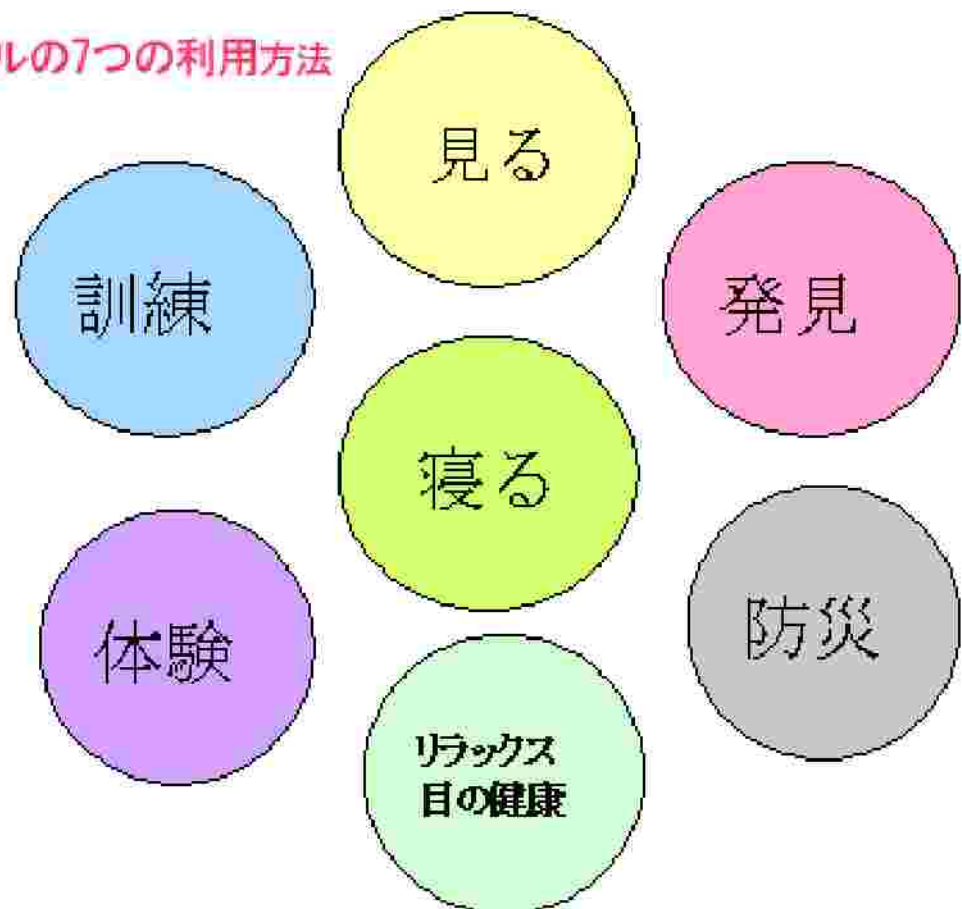 ルの7つの利用方法
見る
訓練
発見
寝る
体験
防災
リラックス
目の健康